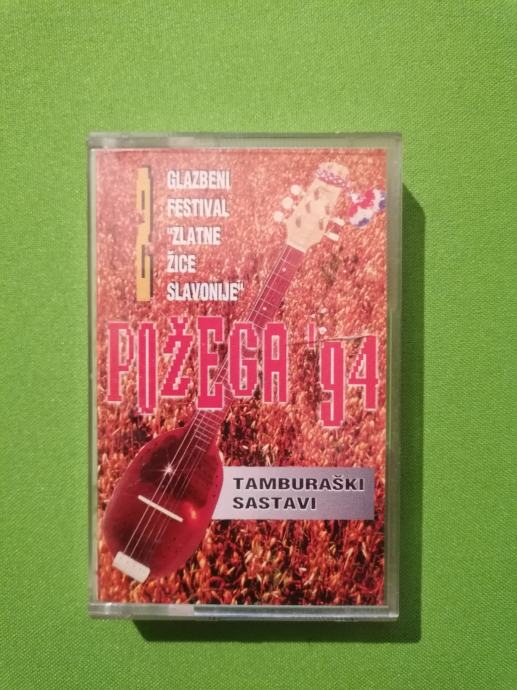 2
GLAZBENI
FESTIVAL
"ZLATNE
ŽICE
SLAVONIJE"
POŽEGA '94
TAMBURAŠKI
SASTAVI